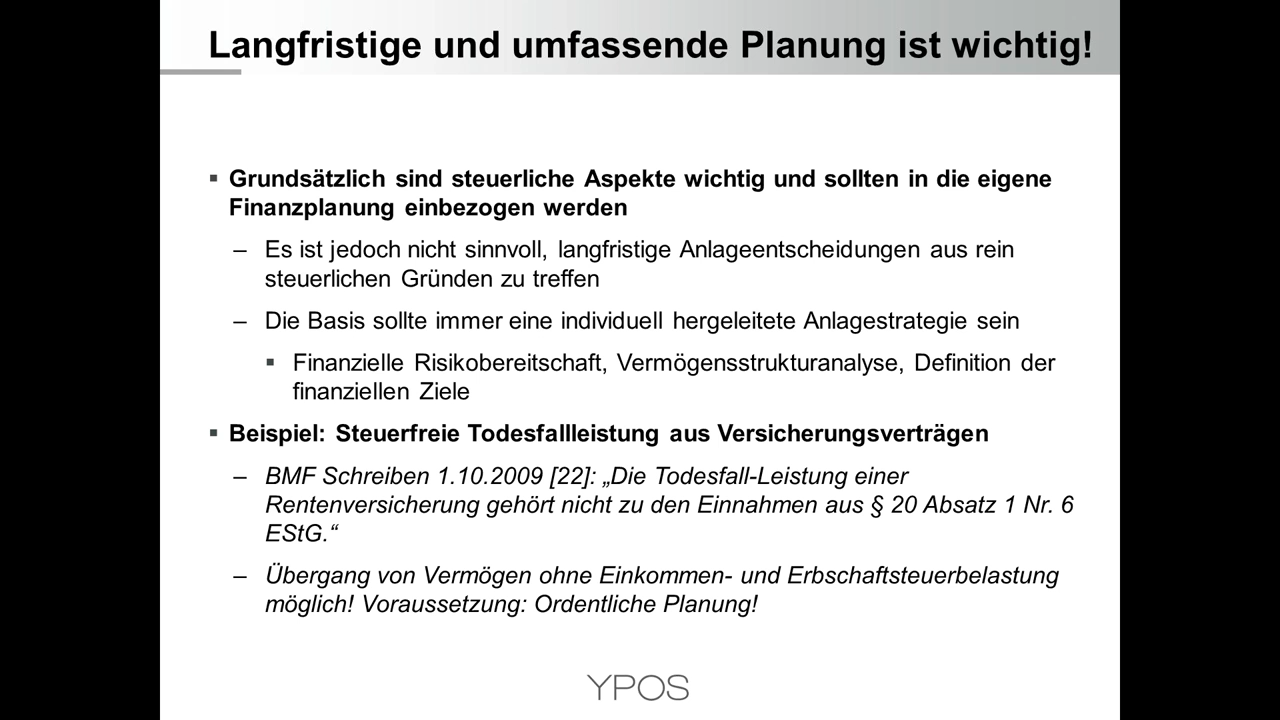 Langfristige und umfassende Planung ist wichtig!
▪ Grundsätzlich sind steuerliche Aspekte wichtig und sollten in die eigene
Finanzplanung einbezogen werden
– Es ist jedoch nicht sinnvoll, langfristige Anlageentscheidungen aus rein
steuerlichen Gründen zu treffen
– Die Basis sollte immer eine individuell hergeleitete Anlagestrategie sein
▪ Finanzielle Risikobereitschaft, Vermögensstrukturanalyse, Definition der
finanziellen Ziele
▪ Beispiel: Steuerfreie Todesfallleistung aus Versicherungsverträgen
– BMF Schreiben 1.10.2009 [22]: „Die Todesfall-Leistung einer
Rentenversicherung gehört nicht zu den Einnahmen aus § 20 Absatz 1 Nr. 6
EStG.“
– Übergang von Vermögen ohne Einkommen- und Erbschaftsteuerbelastung
möglich! Voraussetzung: Ordentliche Planung!
YPOS